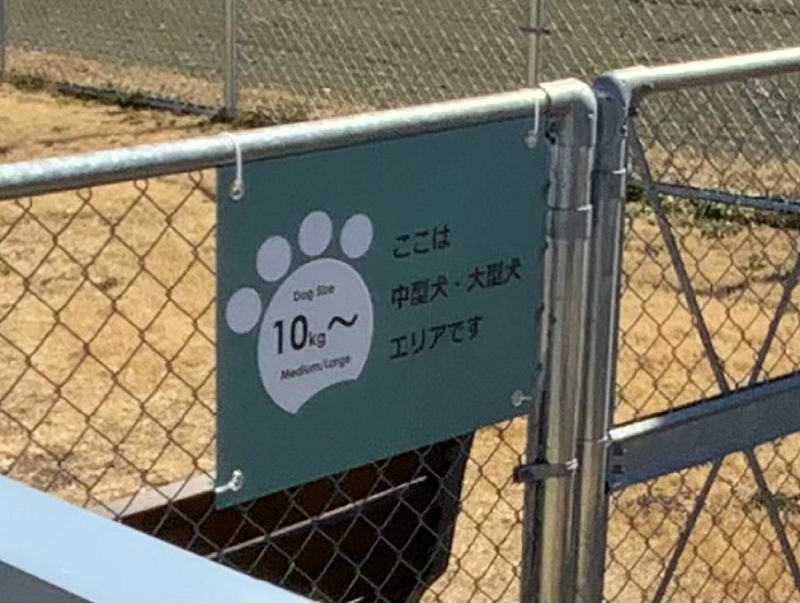 Dog Size
10kg〜
Medium/Large
ここは
中型犬・大型犬
エリアです